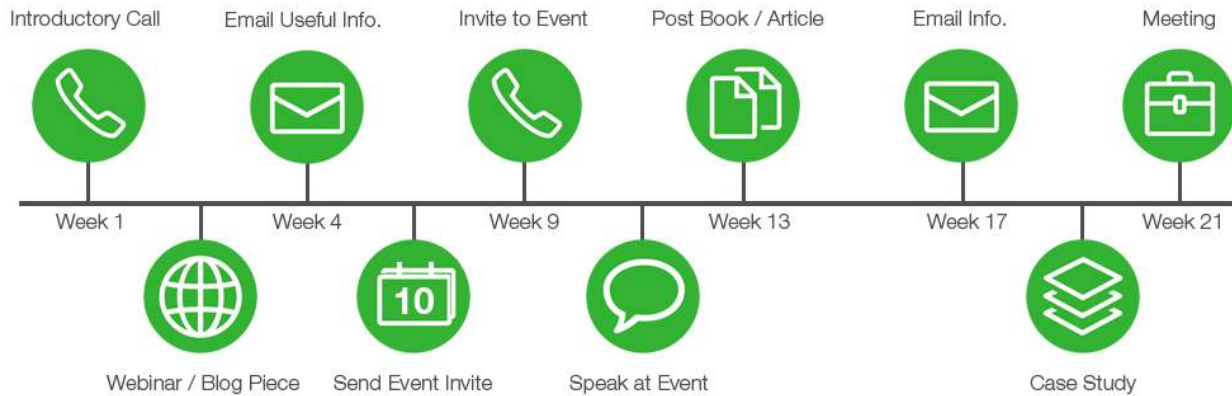 Introductory Call
Email Useful Info.
Invite to Event
Post Book / Article
Email Info.
Meeting
Week 1
Week 4
Week 9
Week 13
Week 17
Week 21
10
Webinar / Blog Piece
Send Event Invite
Speak at Event
Case Study